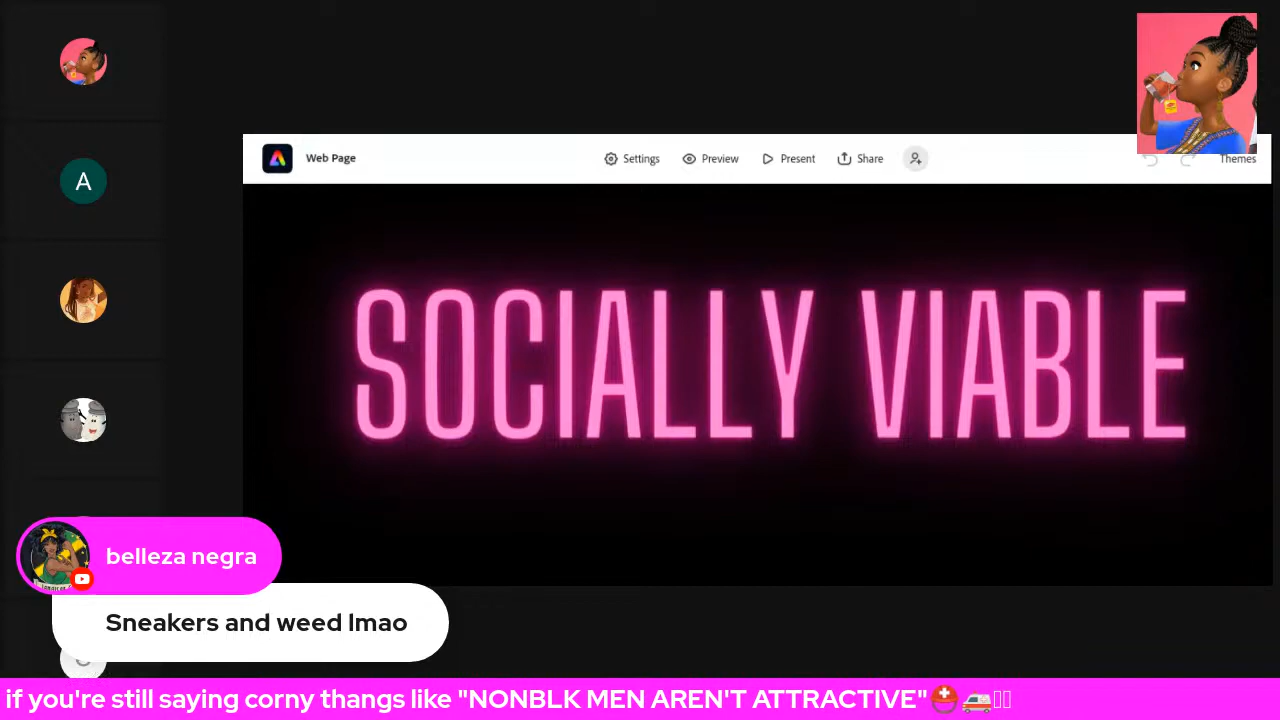 A
Web Page
Settings
Preview
Present
Share
Themes
SOCIALLY VIABLE
belleza negra
Sneakers and weed lmao
if you're still saying corny thangs like "NONBLK MEN AREN'T ATTRACTIVE"⛑️🚑